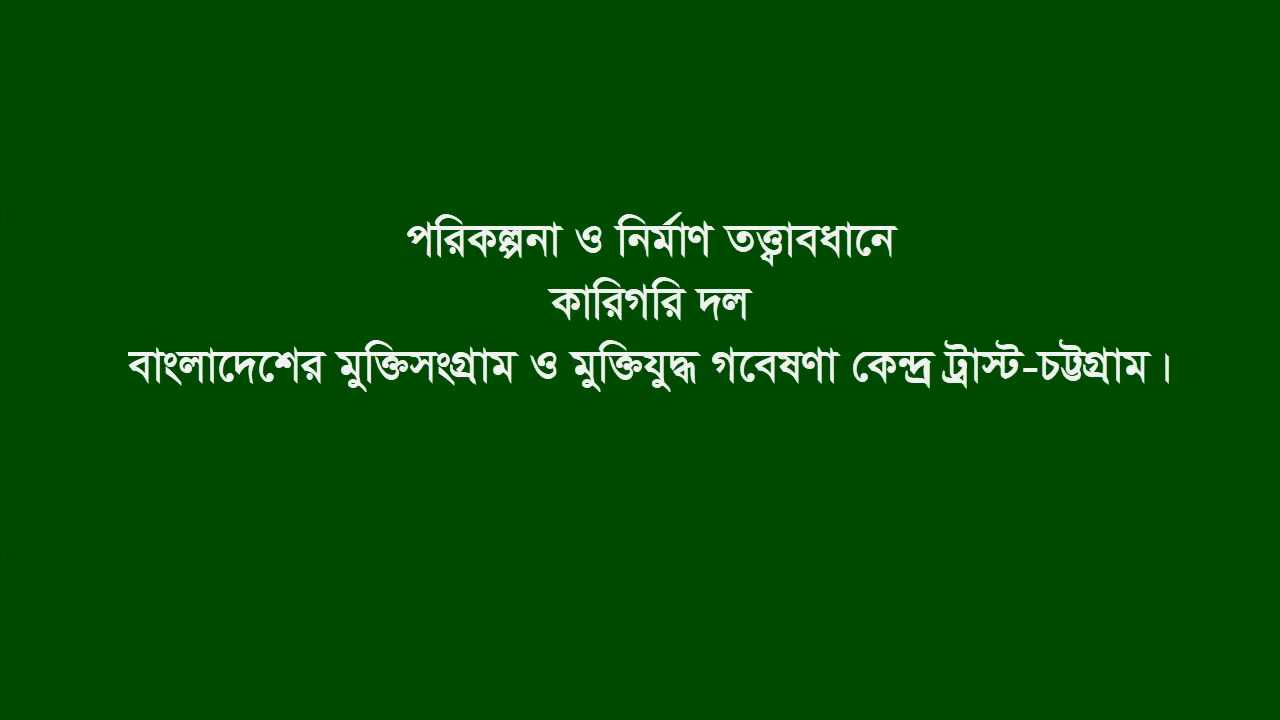 পরিকল্পনা ও নির্মাণ তত্ত্বাবধানে
কারিগরি দল
বাংলাদেশের মুক্তিসংগ্রাম ও মুক্তিযুদ্ধ গবেষণা কেন্দ্র ট্রাস্ট-চট্টগ্রাম।